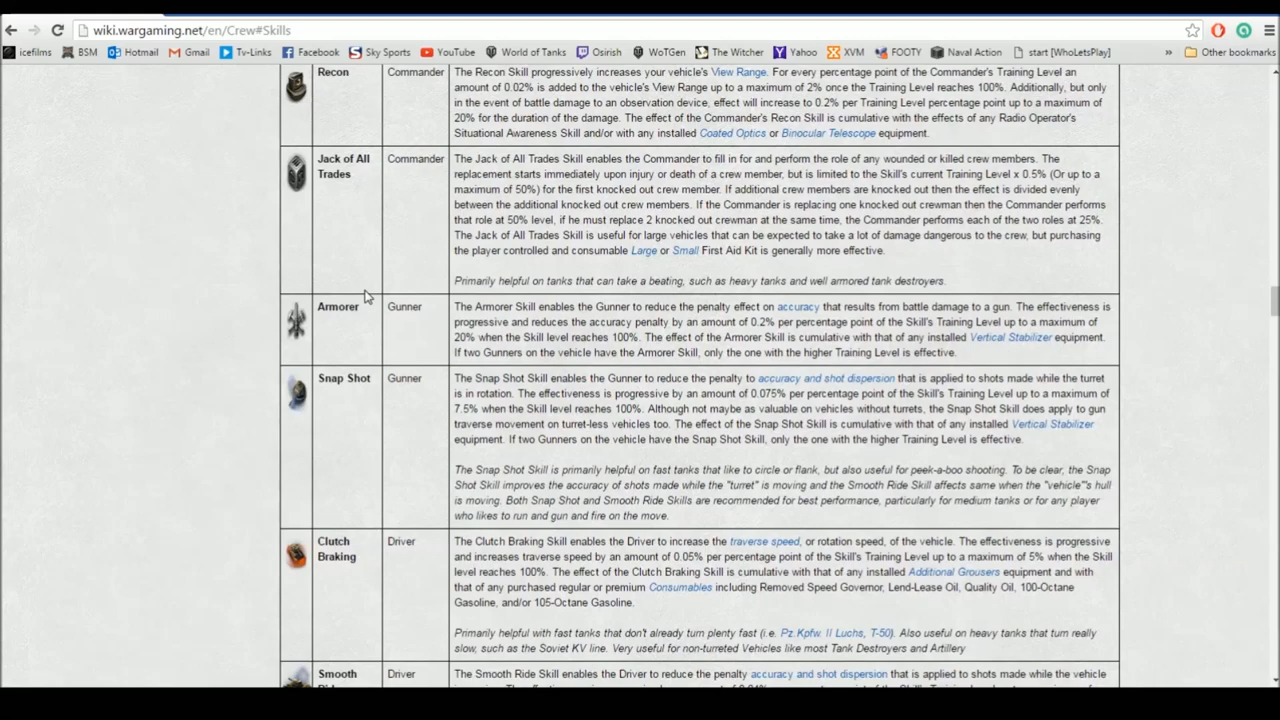 wiki.wargaming.net/en/Crew#Skills
icefilms BSM Hotmail Gmail Tv-Links Facebook Sky Sports YouTube World of Tanks Osirish WoTGen The Witcher Yahoo XVM FOOTY Naval Action start [WhoLetsPlay] » Other bookmarks
Recon
Commander
The Recon Skill progressively increases your vehicle's View Range. For every percentage point of the Commander's Training Level an
amount of 0.02% is added to the vehicle's View Range up to a maximum of 2% once the Training Level reaches 100%. Additionally, but only
in the event of battle damage to an observation device, effect will increase to 0.2% per Training Level percentage point up to a maximum of
20% for the duration of the damage. The effect of the Commander's Recon Skill is cumulative with the effects of any Radio Operator's
Situational Awareness Skill and/or with any installed Coated Optics or Binocular Telescope equipment.
Jack of All
Trades
Commander
The Jack of All Trades Skill enables the Commander to fill in for and perform the role of any wounded or killed crew members. The
replacement starts immediately upon injury or death of a crew member, but is limited to the Skill's current Training Level x 0.5% (Or up to a
maximum of 50%) for the first knocked out crew member. If additional crew members are knocked out then the effect is divided evenly
between the additional knocked out crew members. If the Commander is replacing one knocked out crewman then the Commander performs
that role at 50% level, if he must replace 2 knocked out crewman at the same time, the Commander performs each of the two roles at 25%.
The Jack of All Trades Skill is useful for large vehicles that can be expected to take a lot of damage dangerous to the crew, but purchasing
the player controlled and consumable Large or Small First Aid Kit is generally more effective.
Primarily helpful on tanks that can take a beating, such as heavy tanks and well armored tank destroyers.
Armorer
Gunner
The Armorer Skill enables the Gunner to reduce the penalty effect on accuracy that results from battle damage to a gun. The effectiveness is
progressive and reduces the accuracy penalty by an amount of 0.2% per percentage point of the Skill's Training Level up to a maximum of
20% when the Skill level reaches 100%. The effect of the Armorer Skill is cumulative with that of any installed Vertical Stabilizer equipment.
If two Gunners on the vehicle have the Armorer Skill, only the one with the higher Training Level is effective.
Snap Shot
Gunner
The Snap Shot Skill enables the Gunner to reduce the penalty to accuracy and shot dispersion that is applied to shots made while the turret
is in rotation. The effectiveness is progressive by an amount of 0.075% per percentage point of the Skill's Training Level up to a maximum of
7.5% when the Skill level reaches 100%. Although not maybe as valuable on vehicles without turrets, the Snap Shot Skill does apply to gun
traverse movement on turret-less vehicles too. The effect of the Snap Shot Skill is cumulative with that of any installed Vertical Stabilizer
equipment. If two Gunners on the vehicle have the Snap Shot Skill, only the one with the higher Training Level is effective.
The Snap Shot Skill is primarily helpful on fast tanks that like to circle or flank, but also useful for peek-a-boo shooting. To be clear, the Snap
Shot Skill improves the accuracy of shots made while the "turret" is moving and the Smooth Ride Skill affects same when the "vehicle"'s hull
is moving. Both Snap Shot and Smooth Ride Skills are recommended for best performance, particularly for medium tanks or for any player
who likes to run and gun and fire on the move.
Clutch
Braking
Driver
The Clutch Braking Skill enables the Driver to increase the traverse speed, or rotation speed, of the vehicle. The effectiveness is progressive
and increases traverse speed by an amount of 0.05% per percentage point of the Skill's Training Level up to a maximum of 5% when the Skill
level reaches 100%. The effect of the Clutch Braking Skill is cumulative with that of any installed Additional Grousers equipment and with
that of any purchased regular or premium Consumables including Removed Speed Governor, Lend-Lease Oil, Quality Oil, 100-Octane
Gasoline, and/or 105-Octane Gasoline.
Primarily helpful with fast tanks that don't already turn plenty fast (i.e. Pz.Kpfw. II Luchs, T-50). Also useful on heavy tanks that turn really
slow, such as the Soviet KV line. Very useful for non-turreted Vehicles like most Tank Destroyers and Artillery
Smooth
Driver
The Smooth Ride Skill enables the Driver to reduce the penalty accuracy and shot dispersion that is applied to shots made while the vehicle